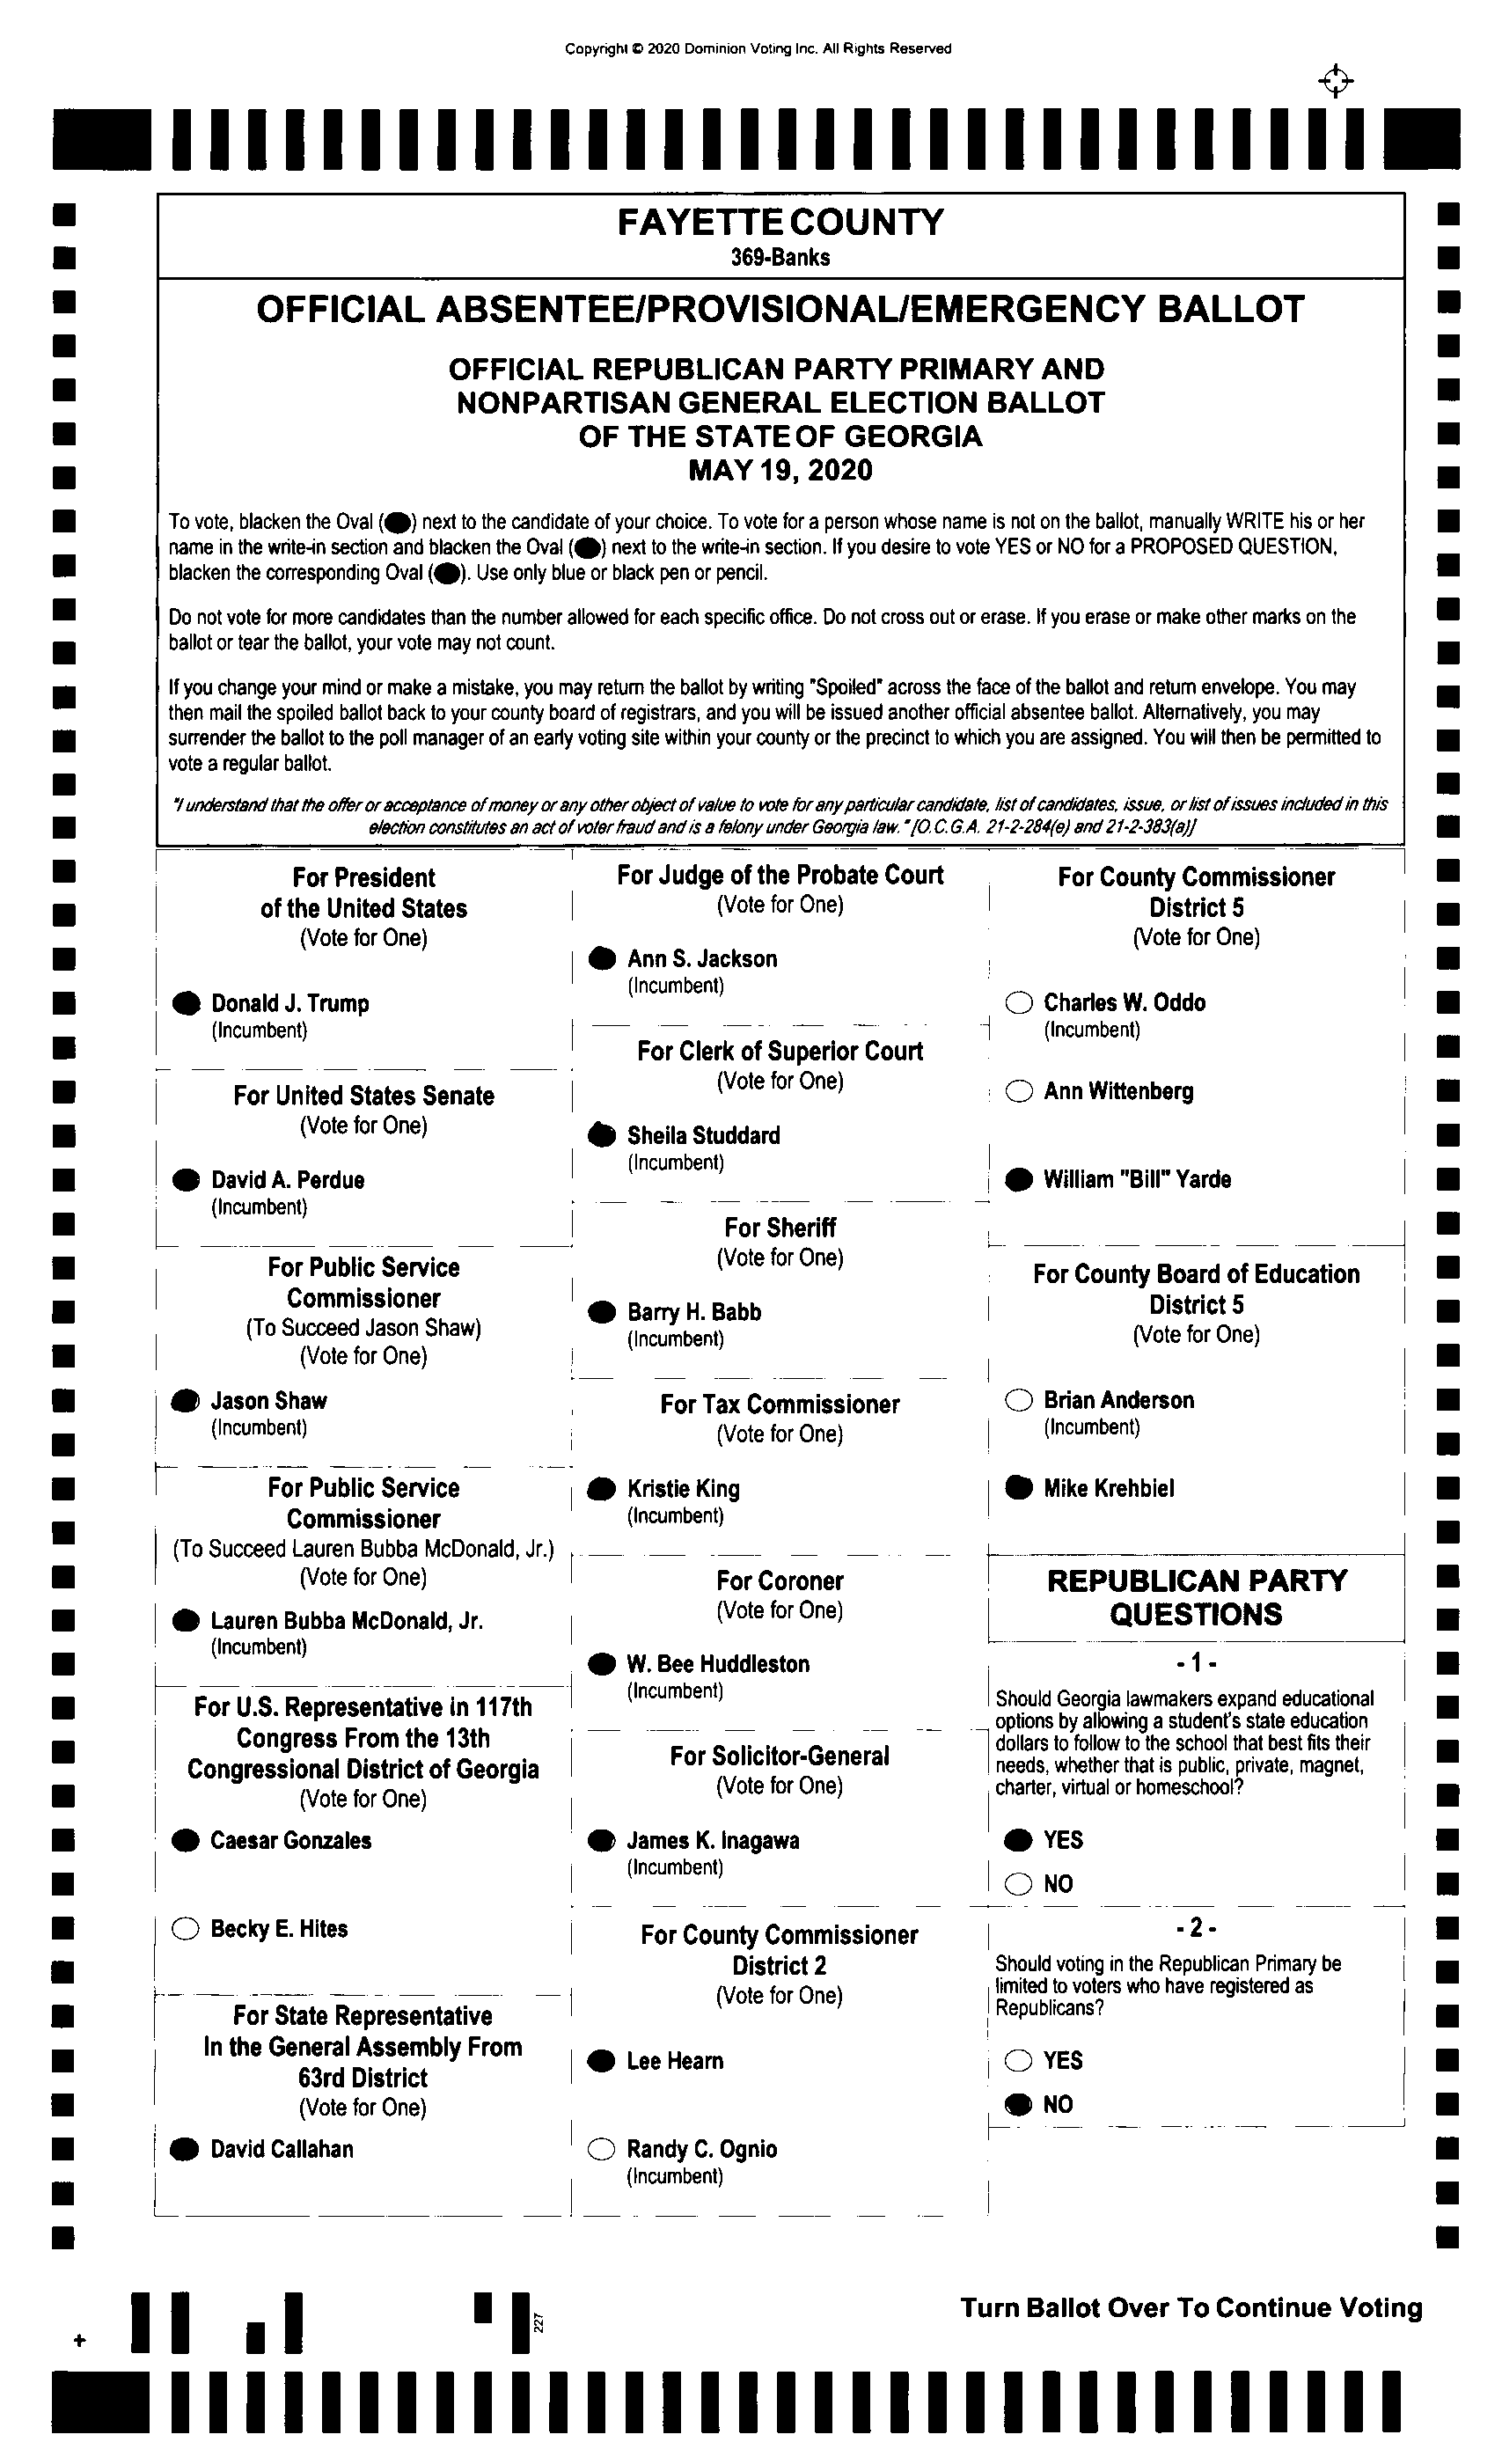 Copyright © 2020 Dominion Voting Inc. All Rights Reserved
FAYETTE COUNTY
369-Banks
OFFICIAL ABSENTEE/PROVISIONAL/EMERGENCY BALLOT
OFFICIAL REPUBLICAN PARTY PRIMARY AND
NONPARTISAN GENERAL ELECTION BALLOT
OF THE STATE OF GEORGIA
MAY 19, 2020
To vote, blacken the Oval (⬬) next to the candidate of your choice. To vote for a person whose name is not on the ballot, manually WRITE his or her
name in the write-in section and blacken the Oval (⬬) next to the write-in section. If you desire to vote YES or NO for a PROPOSED QUESTION,
blacken the corresponding Oval (⬬). Use only blue or black pen or pencil.
Do not vote for more candidates than the number allowed for each specific office. Do not cross out or erase. If you erase or make other marks on the
ballot or tear the ballot, your vote may not count.
If you change your mind or make a mistake, you may return the ballot by writing "Spoiled" across the face of the ballot and return envelope. You may
then mail the spoiled ballot back to your county board of registrars, and you will be issued another official absentee ballot. Alternatively, you may
surrender the ballot to the poll manager of an early voting site within your county or the precinct to which you are assigned. You will then be permitted to
vote a regular ballot.
"I understand that the offer or acceptance of money or any other object of value to vote for any particular candidate, list of candidates, issue, or list of issues included in this
election constitutes an act of voter fraud and is a felony under Georgia law." [O.C.G.A. 21-2-284(e) and 21-2-383(a)]
For President
of the United States
(Vote for One)
Donald J. Trump
(Incumbent)
For United States Senate
(Vote for One)
David A. Perdue
(Incumbent)
For Public Service
Commissioner
(To Succeed Jason Shaw)
(Vote for One)
Jason Shaw
(Incumbent)
For Public Service
Commissioner
(To Succeed Lauren Bubba McDonald, Jr.)
(Vote for One)
Lauren Bubba McDonald, Jr.
(Incumbent)
For U.S. Representative in 117th
Congress From the 13th
Congressional District of Georgia
(Vote for One)
Caesar Gonzales
Becky E. Hites
For State Representative
In the General Assembly From
63rd District
(Vote for One)
David Callahan
For Judge of the Probate Court
(Vote for One)
Ann S. Jackson
(Incumbent)
For Clerk of Superior Court
(Vote for One)
Sheila Studdard
(Incumbent)
For Sheriff
(Vote for One)
Barry H. Babb
(Incumbent)
For Tax Commissioner
(Vote for One)
Kristie King
(Incumbent)
For Coroner
(Vote for One)
W. Bee Huddleston
(Incumbent)
For Solicitor-General
(Vote for One)
James K. Inagawa
(Incumbent)
For County Commissioner
District 2
(Vote for One)
Lee Hearn
Randy C. Ognio
(Incumbent)
For County Commissioner
District 5
(Vote for One)
Charles W. Oddo
(Incumbent)
Ann Wittenberg
William "Bill" Yarde
For County Board of Education
District 5
(Vote for One)
Brian Anderson
(Incumbent)
Mike Krehbiel
REPUBLICAN PARTY
QUESTIONS
- 1 -
Should Georgia lawmakers expand educational
options by allowing a student's state education
dollars to follow to the school that best fits their
needs, whether that is public, private, magnet,
charter, virtual or homeschool?
YES
NO
- 2 -
Should voting in the Republican Primary be
limited to voters who have registered as
Republicans?
YES
NO
227
Turn Ballot Over To Continue Voting